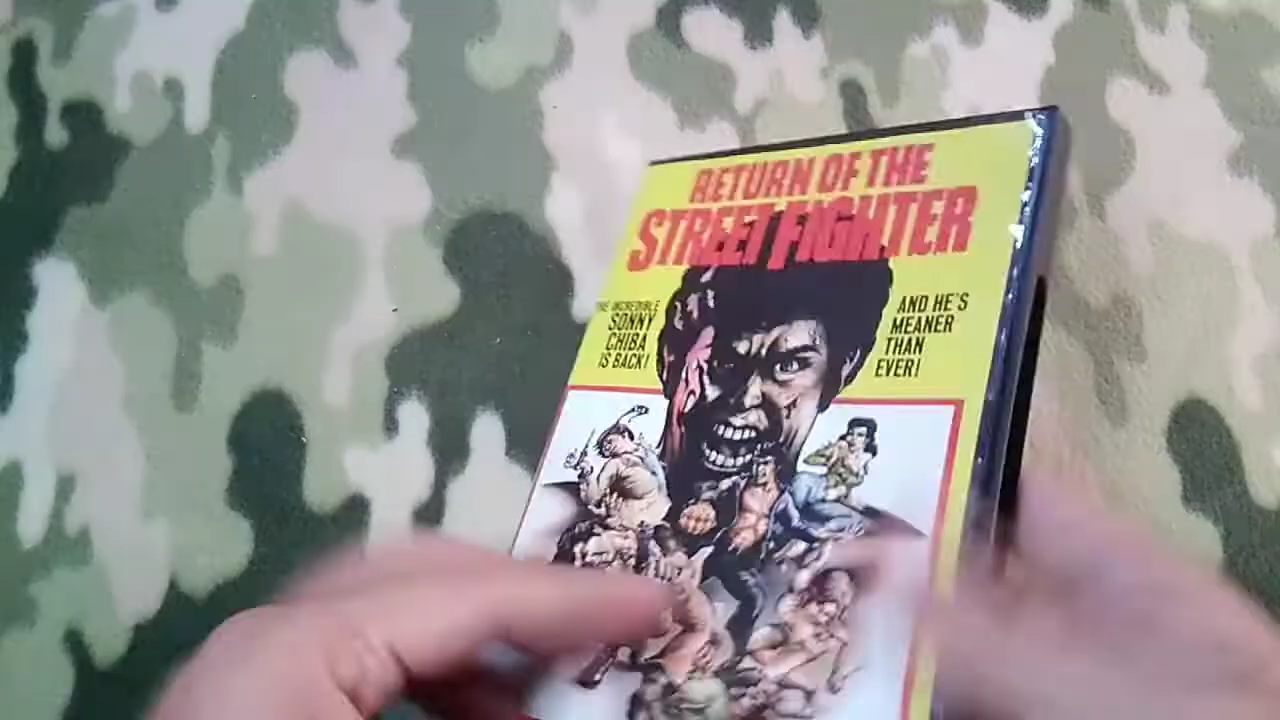 RETURN OF THE
STREET FIGHTER
THE INCREDIBLE
SONNY
CHIBA
IS BACK!
AND HE'S
MEANER
THAN
EVER!